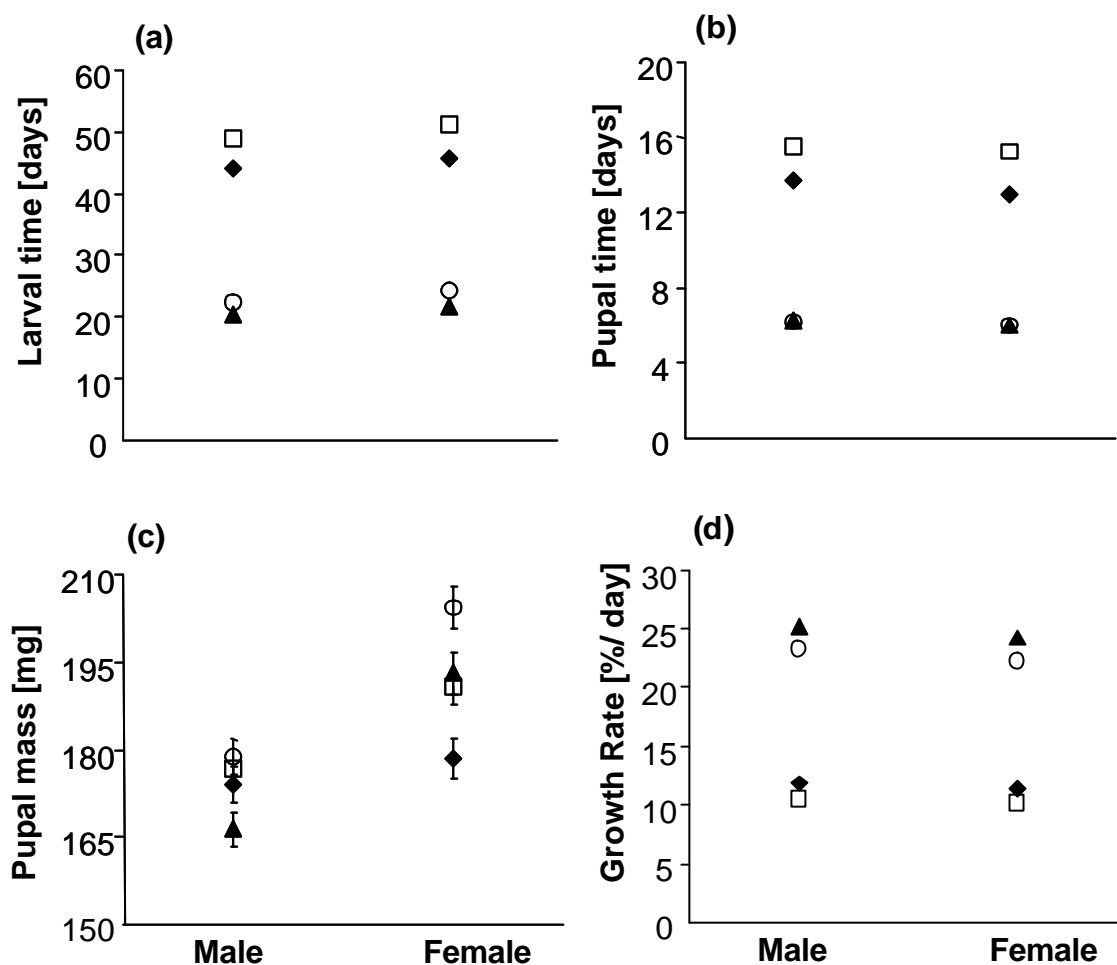 (a)
Larval time [days]
60
50
40
30
20
10
0
(b)
Pupal time [days]
20
16
12
8
4
0
(c)
Pupal mass [mg]
210
195
180
165
150
Male Female
(d)
Growth Rate [%/ day]
30
25
20
15
10
5
0
Male Female